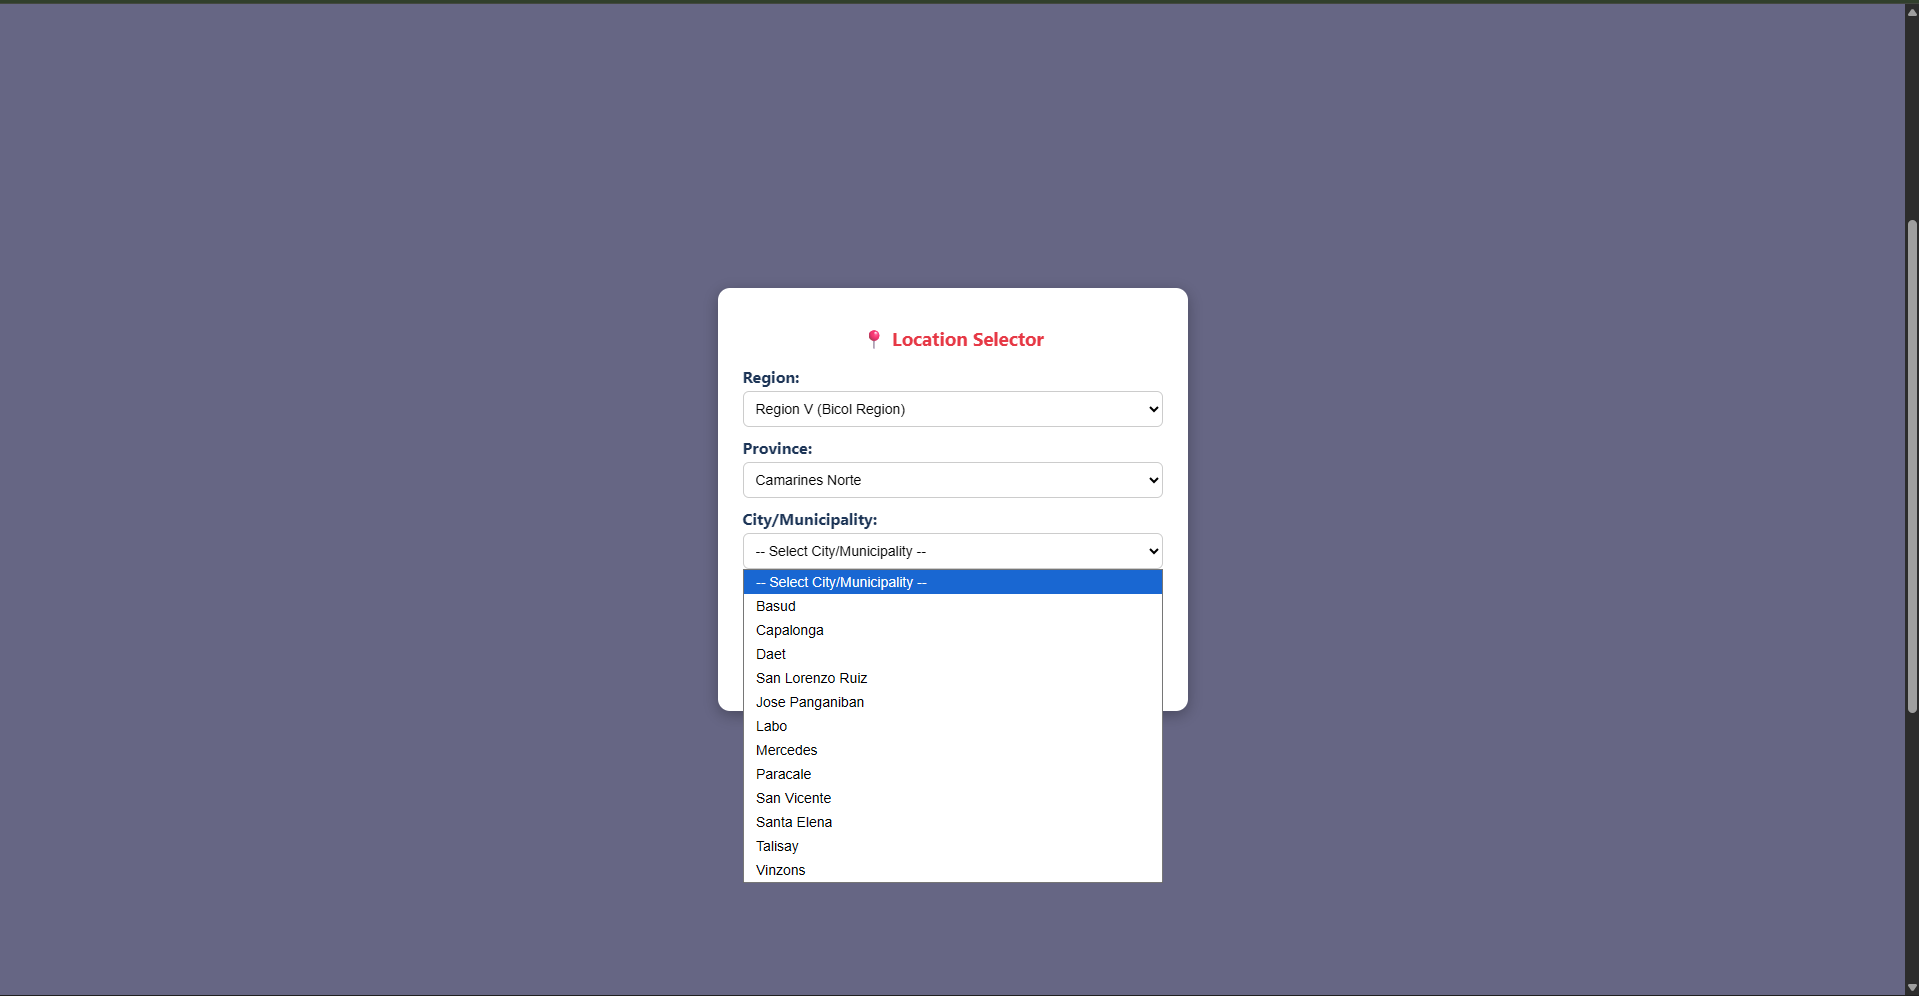 📍 Location Selector
Region:
Region V (Bicol Region)
Province:
Camarines Norte
City/Municipality:
-- Select City/Municipality --
-- Select City/Municipality --
Basud
Capalonga
Daet
San Lorenzo Ruiz
Jose Panganiban
Labo
Mercedes
Paracale
San Vicente
Santa Elena
Talisay
Vinzons